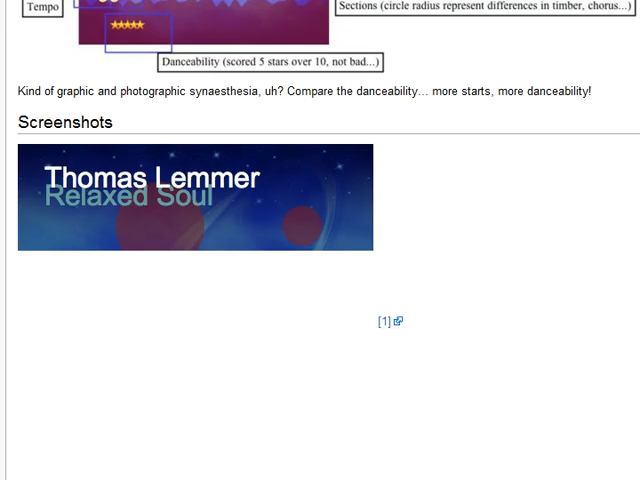 Tempo
Sections (circle radius represent differences in timber, chorus...)
Danceability (scored 5 stars over 10, not bad...)
Kind of graphic and photographic synaesthesia, uh? Compare the danceability… more starts, more danceability!
Screenshots
Thomas Lemmer
Relaxed Soul
[1]